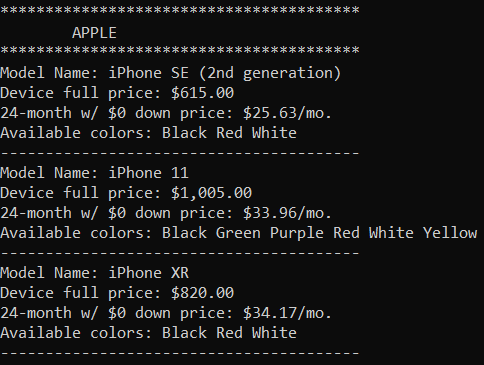 ****************************************
APPLE
****************************************
Model Name: iPhone SE (2nd generation)
Device full price: $615.00
24-month w/ $0 down price: $25.63/mo.
Available colors: Black Red White
----------------------------------------
Model Name: iPhone 11
Device full price: $1,005.00
24-month w/ $0 down price: $33.96/mo.
Available colors: Black Green Purple Red White Yellow
----------------------------------------
Model Name: iPhone XR
Device full price: $820.00
24-month w/ $0 down price: $34.17/mo.
Available colors: Black Red White
----------------------------------------